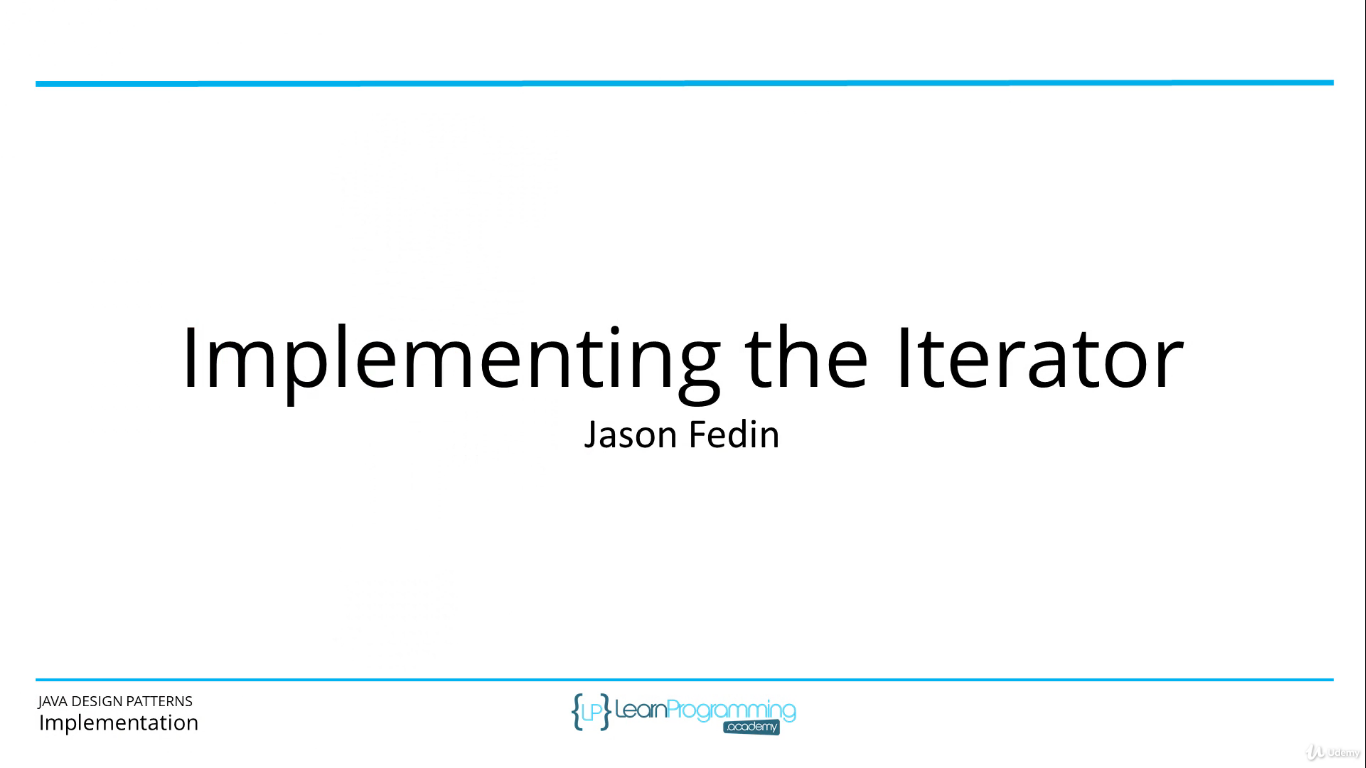 Implementing the Iterator
Jason Fedin
JAVA DESIGN PATTERNS
Implementation
{LP} LearnProgramming
.academy
Udemy